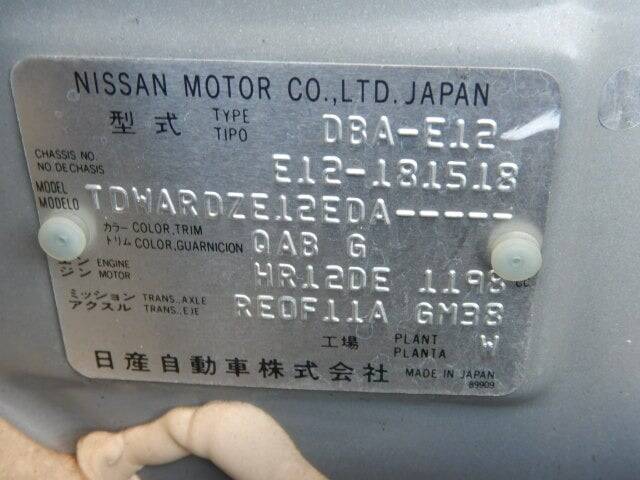 NISSAN MOTOR CO.,LTD. JAPAN
型式 TYPE TIPO DBA-E12
CHASSIS NO. NO DE CHASIS E12-181518
MODEL MODELO TDWARDZE12EDA-----
カラー COLOR, TRIM
トリム COLOR, GUARNICION QAB G
エンジン ENGINE MOTOR HR12DE 1198 CC
ミッション TRANS., AXLE
アクスル TRANS., EJE RE0F11A GM38
工場 PLANT PLANTA W
日産自動車株式会社 MADE IN JAPAN
89909